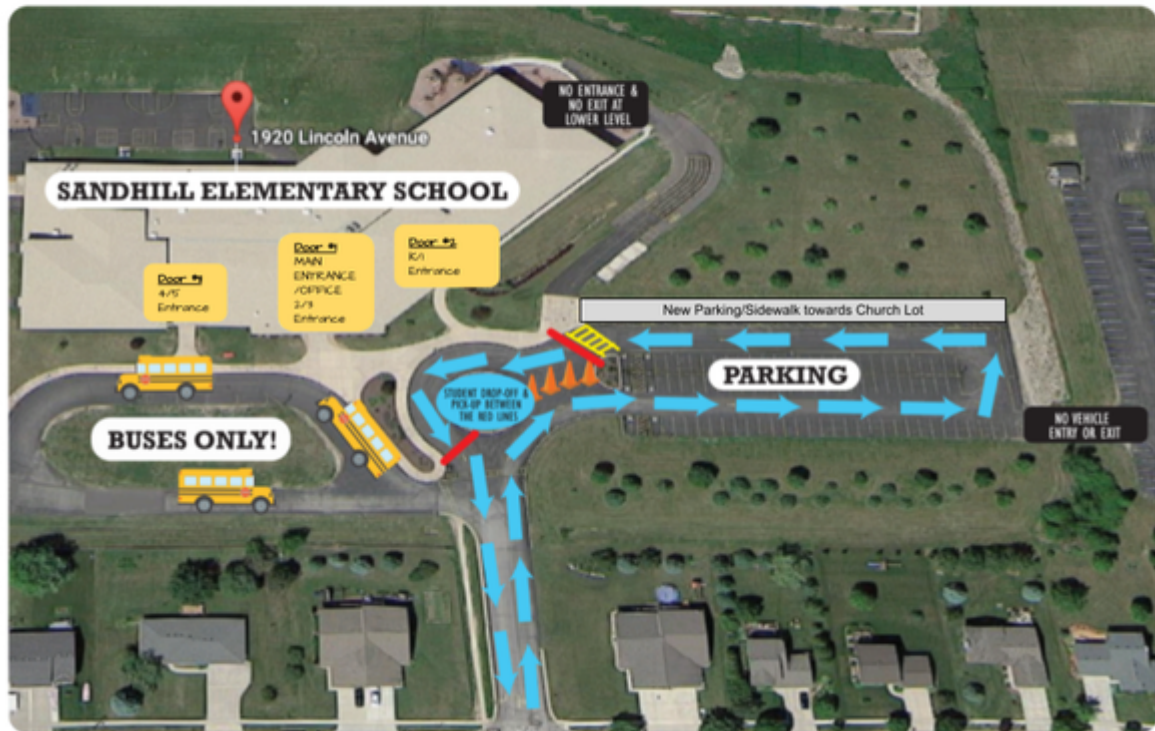 NO ENTRANCE &
NO EXIT AT
LOWER LEVEL
1920 Lincoln Avenue
SANDHILL ELEMENTARY SCHOOL
Door #4
4/5
Entrance
Door #1
MAIN
ENTRANCE
/OFFICE
2/3
Entrance
Door #2
K/1
Entrance
New Parking/Sidewalk towards Church Lot
PARKING
STUDENT DROP-OFF &
PICK-UP BETWEEN
THE RED LINES
NO VEHICLE
ENTRY OR EXIT
BUSES ONLY!